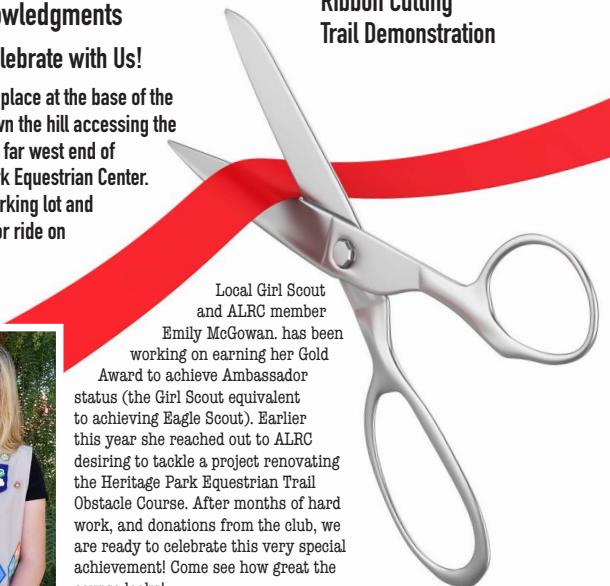 Ribbon Cutting
Trail Demonstration
Celebrate with Us!
place at the base of the
the hill accessing the
far west end of
Equestrian Center.
parking lot and
or ride on
Local Girl Scout
and ALRC member
Emily McGowan. has been
working on earning her Gold
Award to achieve Ambassador
status (the Girl Scout equivalent
to achieving Eagle Scout). Earlier
this year she reached out to ALRC
desiring to tackle a project renovating
the Heritage Park Equestrian Trail
Obstacle Course. After months of hard
work, and donations from the club, we
are ready to celebrate this very special
achievement! Come see how great the